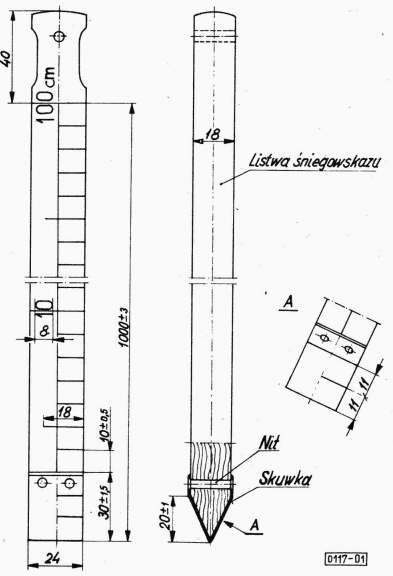 40
100 cm
18
Listwa śniegowskazu
A
10
8
1000±3
11
11
18
10±0,5
Nit
Skuwka
30±1,5
20±1
A
24
0117-01